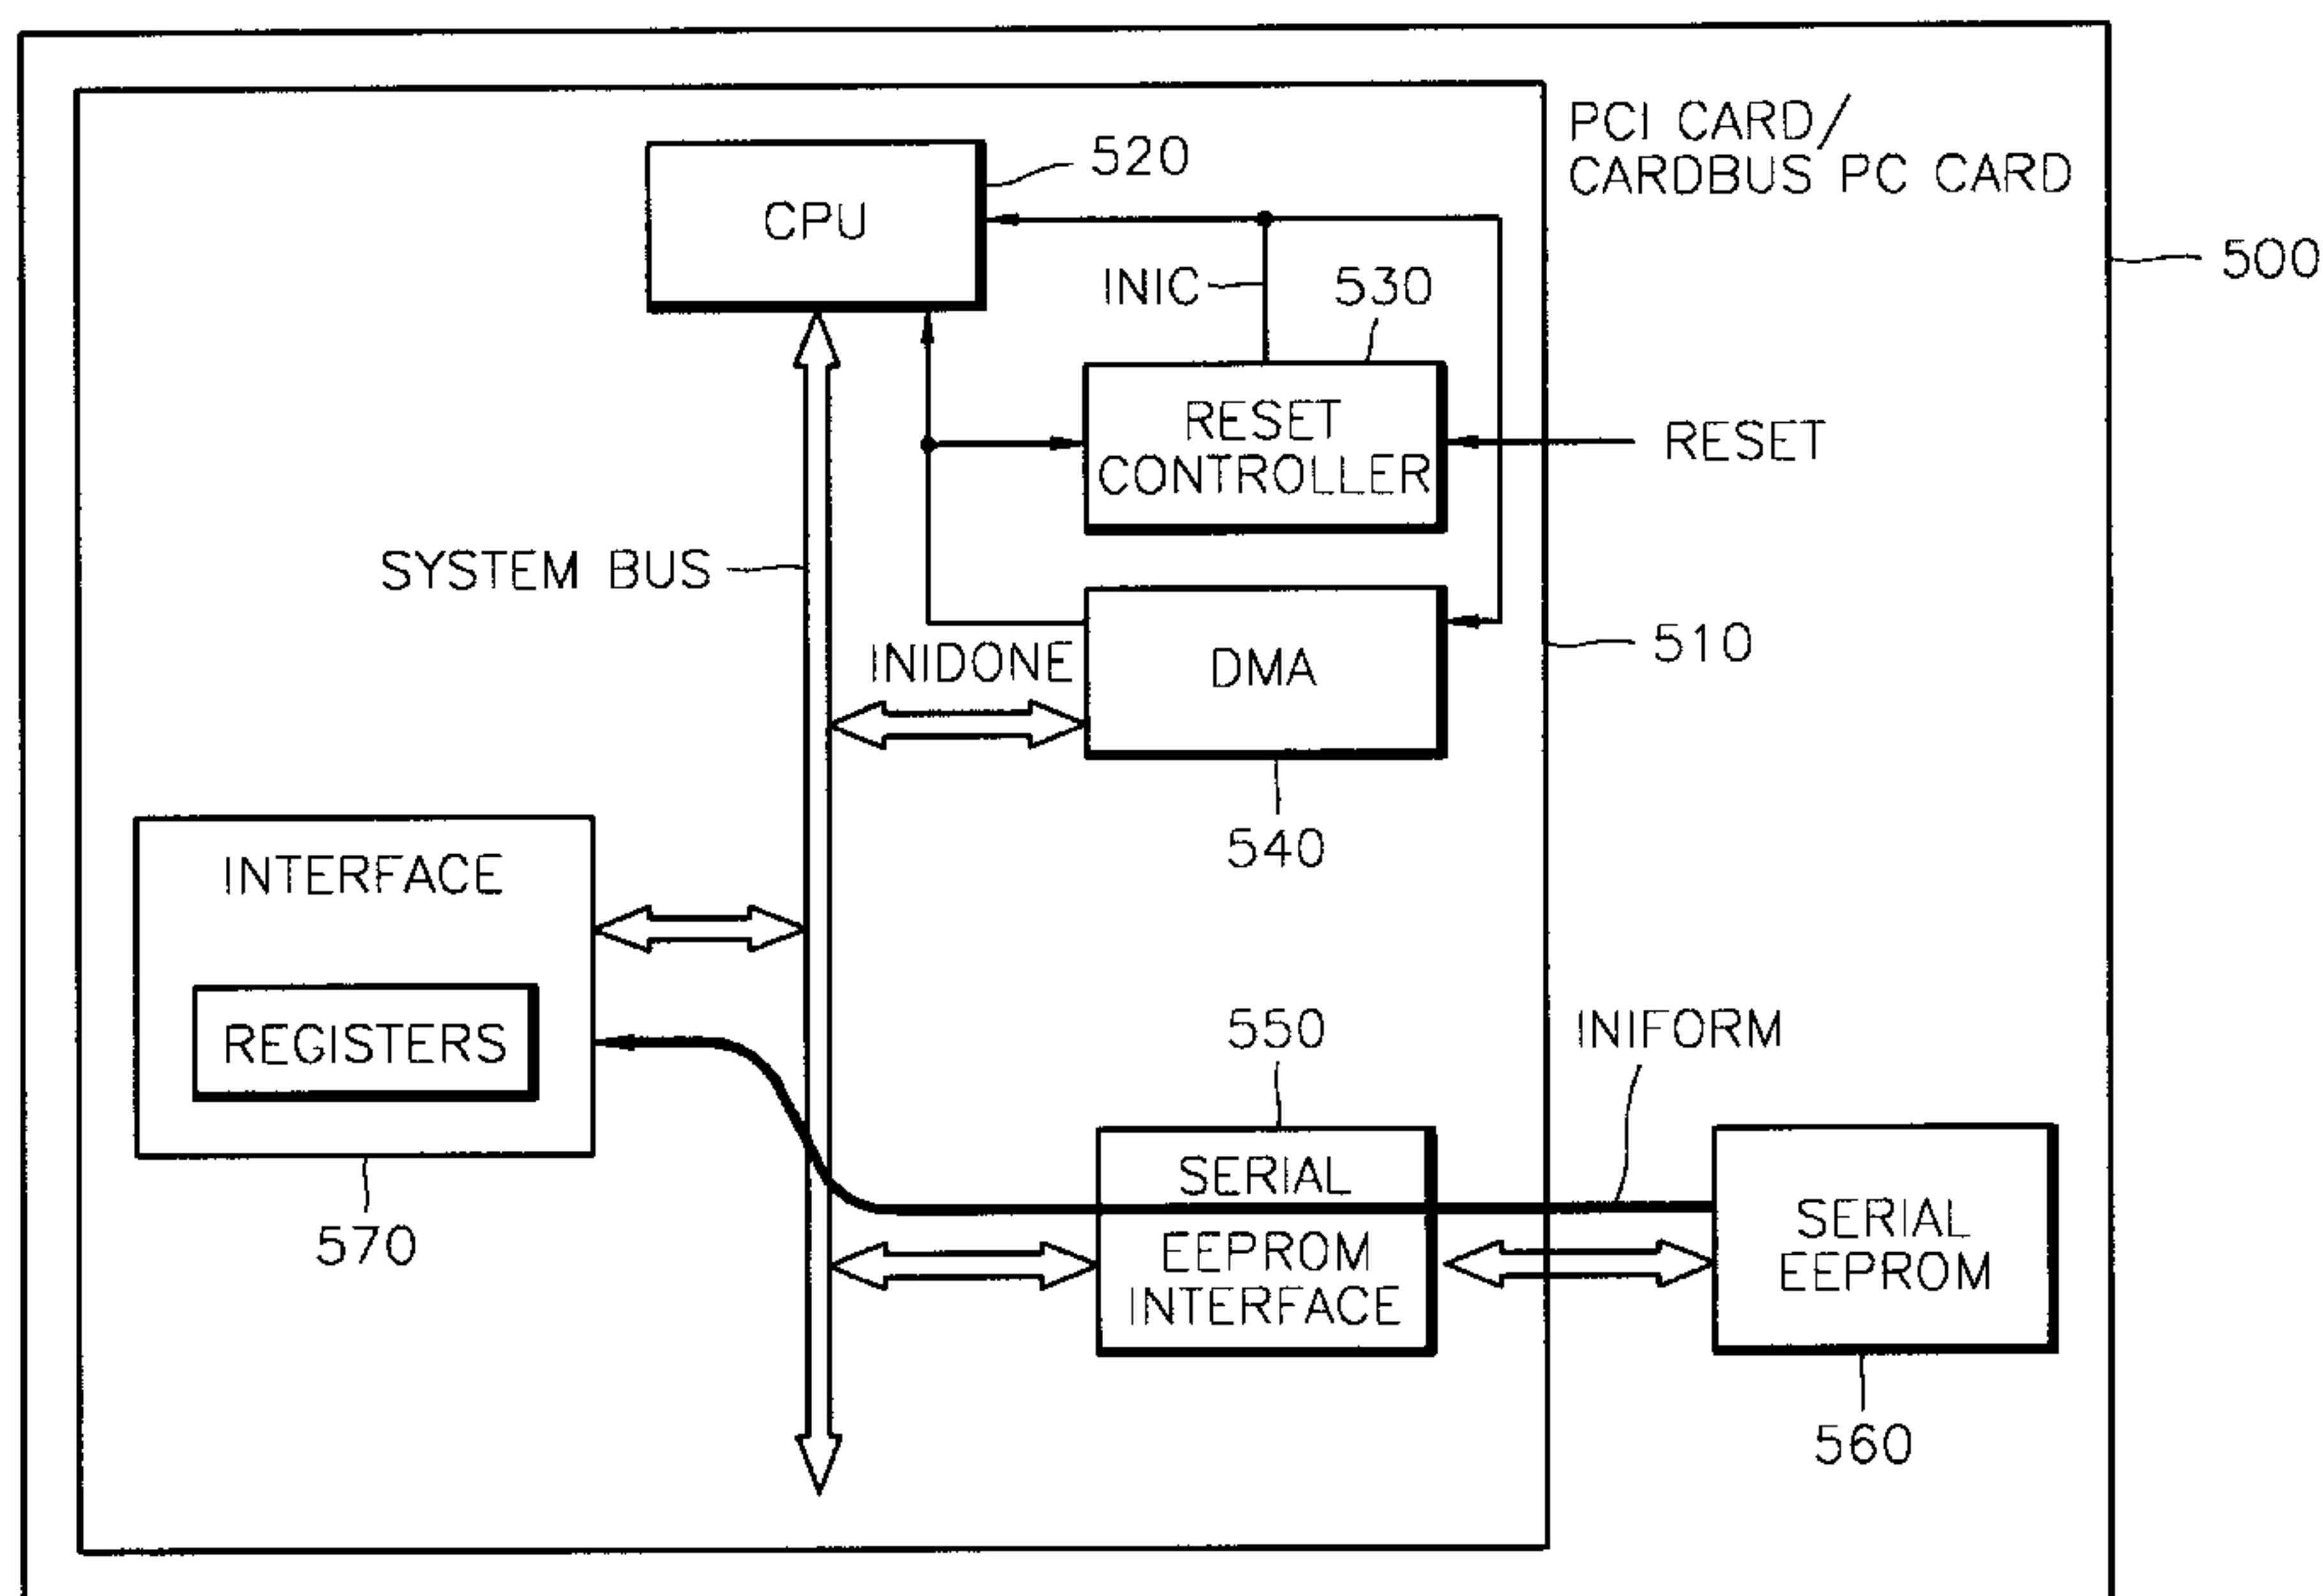 PCI CARD/
CARDBUS PC CARD
520
CPU
500
INIC
530
RESET
CONTROLLER
RESET
SYSTEM BUS
510
INIDONE
DMA
540
INTERFACE
REGISTERS
550
INIFORM
SERIAL
EEPROM
INTERFACE
SERIAL
EEPROM
570
560